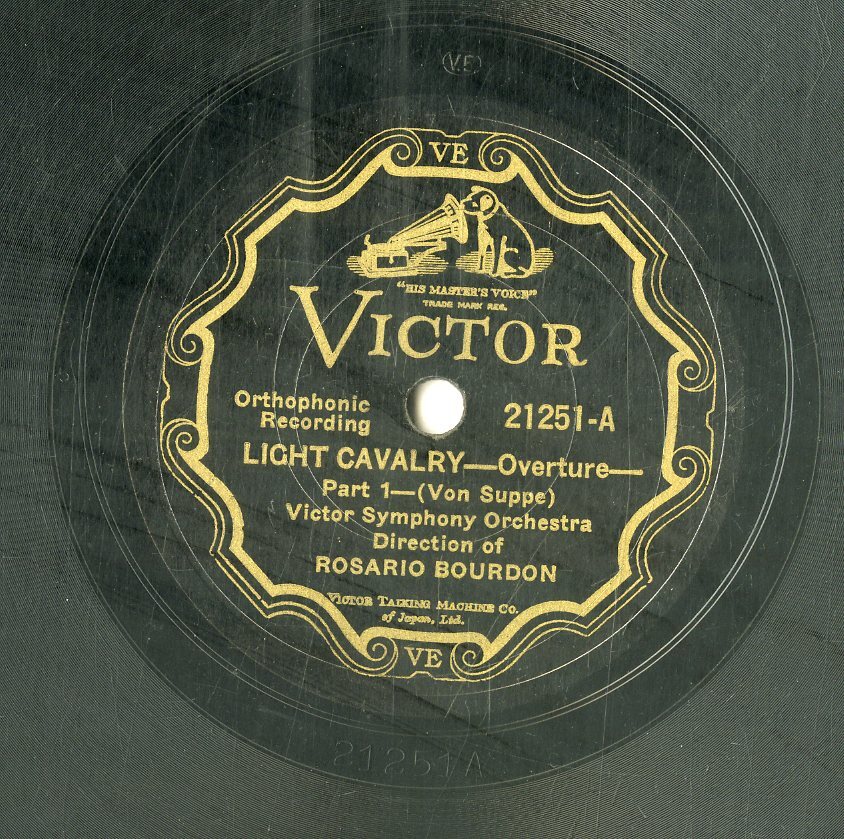 VE
VE
"HIS MASTER'S VOICE"
TRADE MARK REG.
VICTOR
Orthophonic
Recording
21251-A
LIGHT CAVALRY—Overture—
Part 1—(Von Suppe)
Victor Symphony Orchestra
Direction of
ROSARIO BOURDON
VICTOR TALKING MACHINE CO.
of Japan, Ltd.
VE
21251A